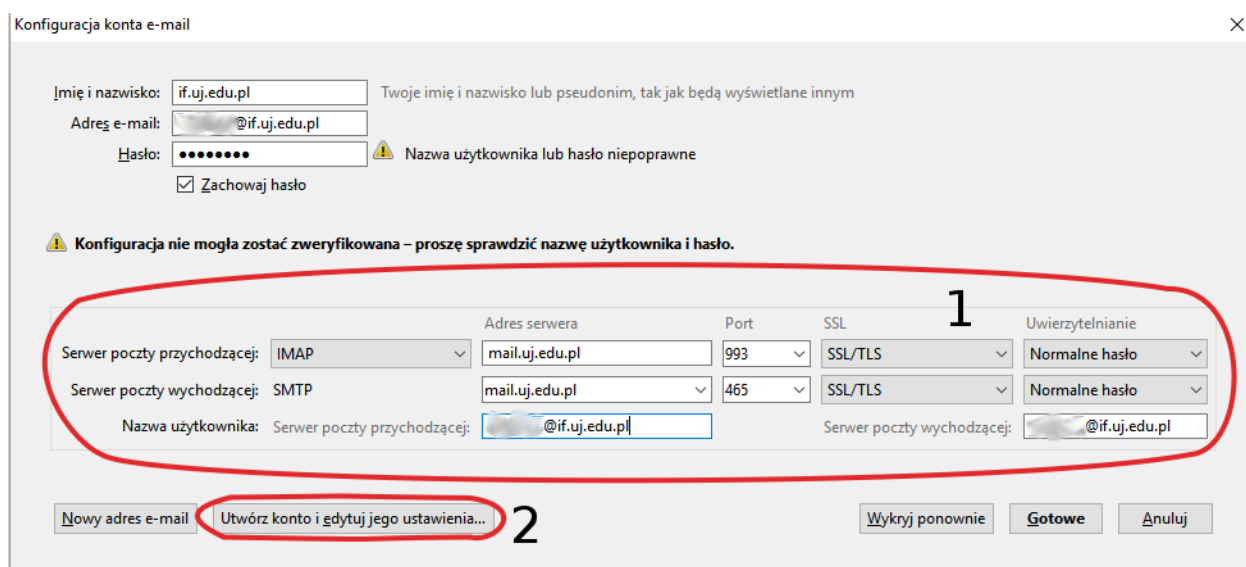 Konfiguracja konta e-mail
Imię i nazwisko: if.uj.edu.pl Twoje imię i nazwisko lub pseudonim, tak jak będą wyświetlane innym
Adres e-mail: @if.uj.edu.pl
Hasło: ●●●●●●●● Nazwa użytkownika lub hasło niepoprawne
Zachowaj hasło
Konfiguracja nie mogła zostać zweryfikowana – proszę sprawdzić nazwę użytkownika i hasło.
1
Adres serwera Port SSL Uwierzytelnianie
Serwer poczty przychodzącej: IMAP mail.uj.edu.pl 993 SSL/TLS Normalne hasło
Serwer poczty wychodzącej: SMTP mail.uj.edu.pl 465 SSL/TLS Normalne hasło
Nazwa użytkownika: Serwer poczty przychodzącej: @if.uj.edu.pl Serwer poczty wychodzącej: @if.uj.edu.pl
Nowy adres e-mail Utwórz konto i edytuj jego ustawienia... 2 Wykryj ponownie Gotowe Anuluj